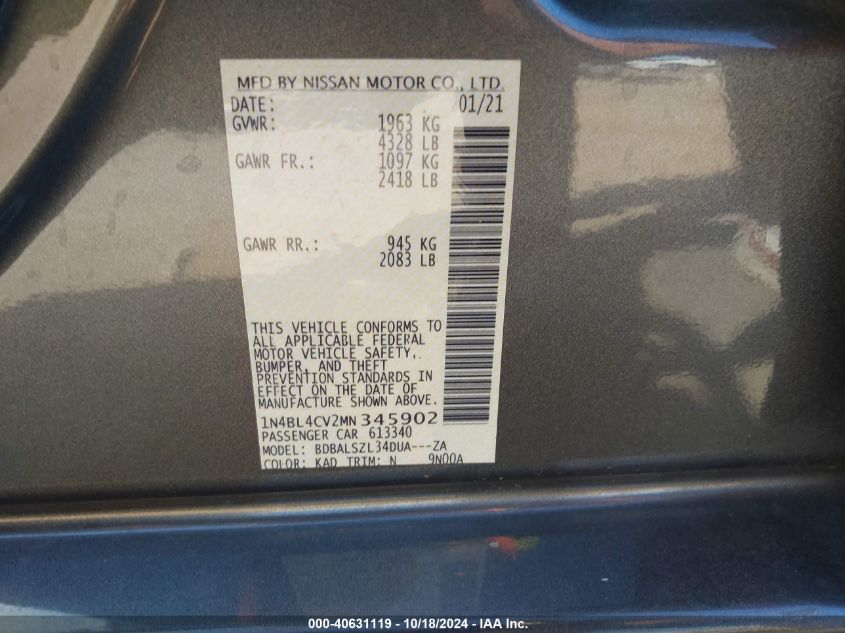 MFD BY NISSAN MOTOR CO., LTD.
DATE: 01/21
GVWR: 1963 KG
4328 LB
GAWR FR.: 1097 KG
2418 LB
GAWR RR.: 945 KG
2083 LB
THIS VEHICLE CONFORMS TO
ALL APPLICABLE FEDERAL
MOTOR VEHICLE SAFETY,
BUMPER, AND THEFT
PREVENTION STANDARDS IN
EFFECT ON THE DATE OF
MANUFACTURE SHOWN ABOVE.
1N4BL4CV2MN345902
PASSENGER CAR 613340
MODEL: BDBALSZL34DUA---ZA
COLOR: KAD TRIM: N 9N00A
000-40631119 - 10/18/2024 - IAA Inc.